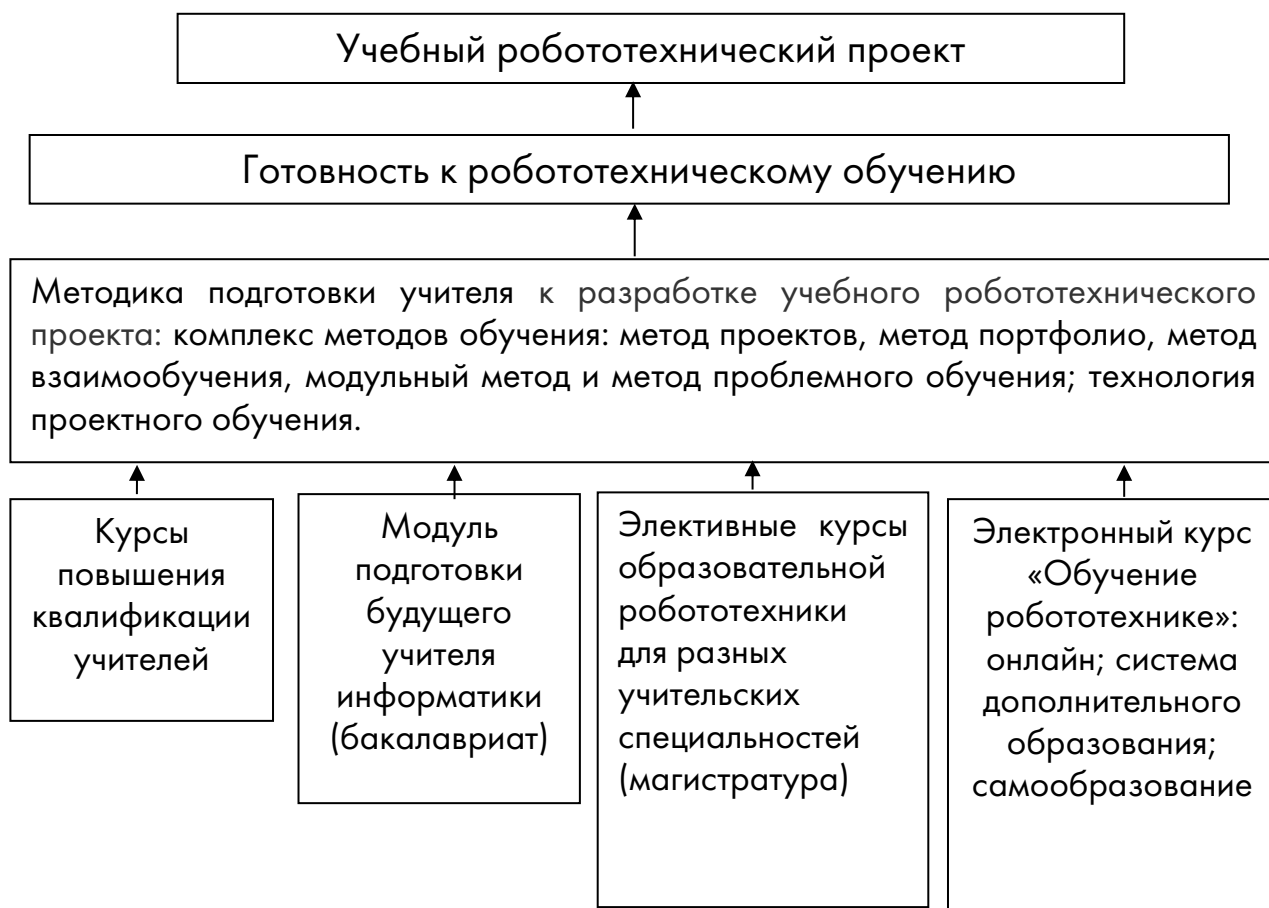 Учебный робототехнический проект
Готовность к робототехническому обучению
Методика подготовки учителя к разработке учебного робототехнического
проекта: комплекс методов обучения: метод проектов, метод портфолио, метод
взаимообучения, модульный метод и метод проблемного обучения; технология
проектного обучения.
Курсы
повышения
квалификации
учителей
Модуль
подготовки
будущего
учителя
информатики
(бакалавриат)
Элективные курсы
образовательной
робототехники
для разных
учительских
специальностей
(магистратура)
Электронный курс
«Обучение
робототехнике»:
онлайн; система
дополнительного
образования;
самообразование